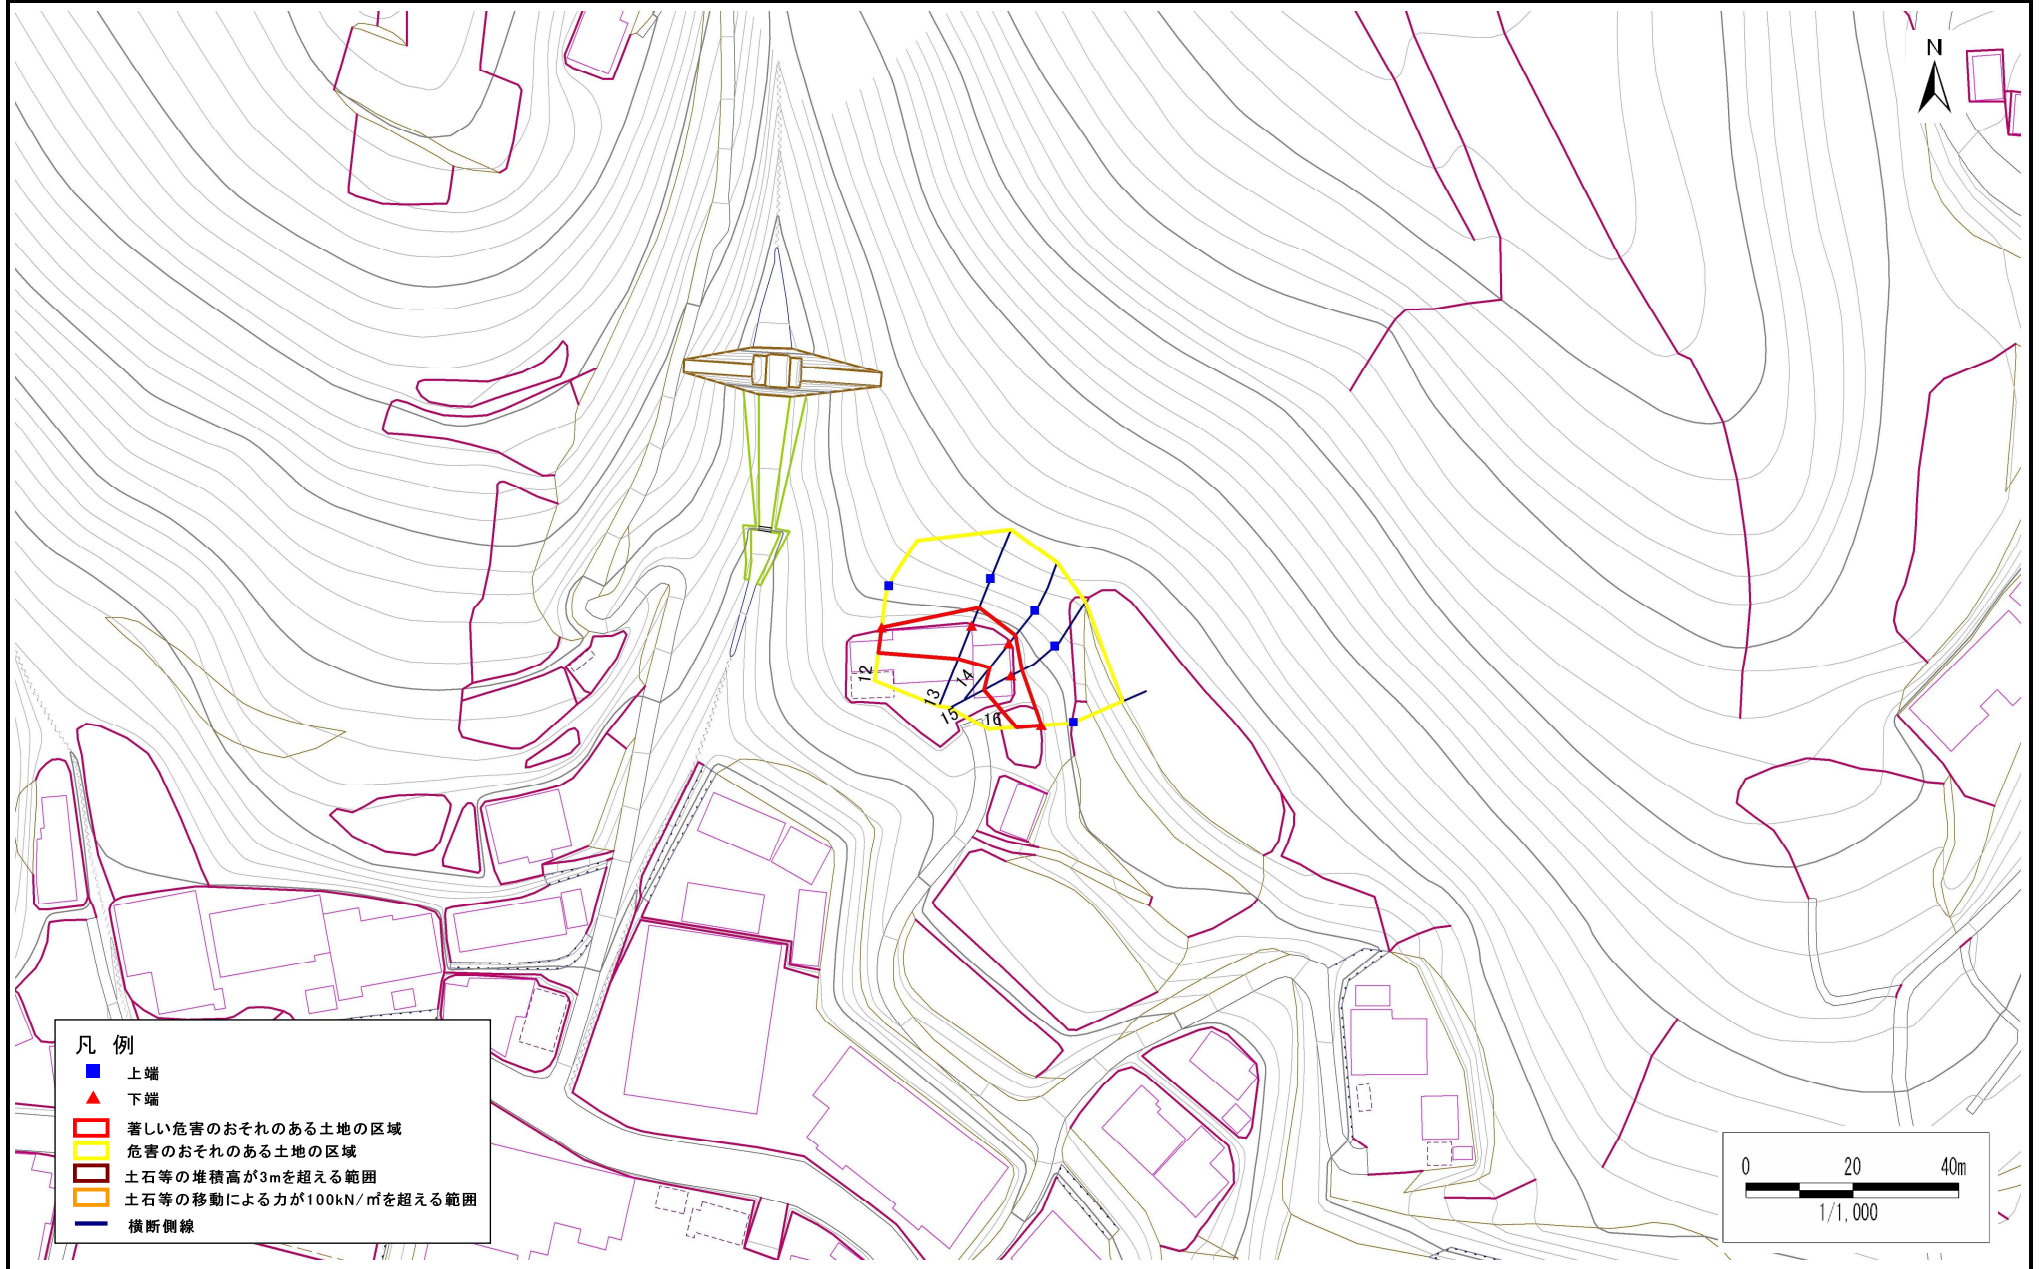 N
12
13
14
15
16
凡 例
上端
下端
著しい危害のおそれのある土地の区域
危害のおそれのある土地の区域
土石等の堆積高が3mを超える範囲
土石等の移動による力が100kN/㎡を超える範囲
横断側線
0 20 40m
1/1,000